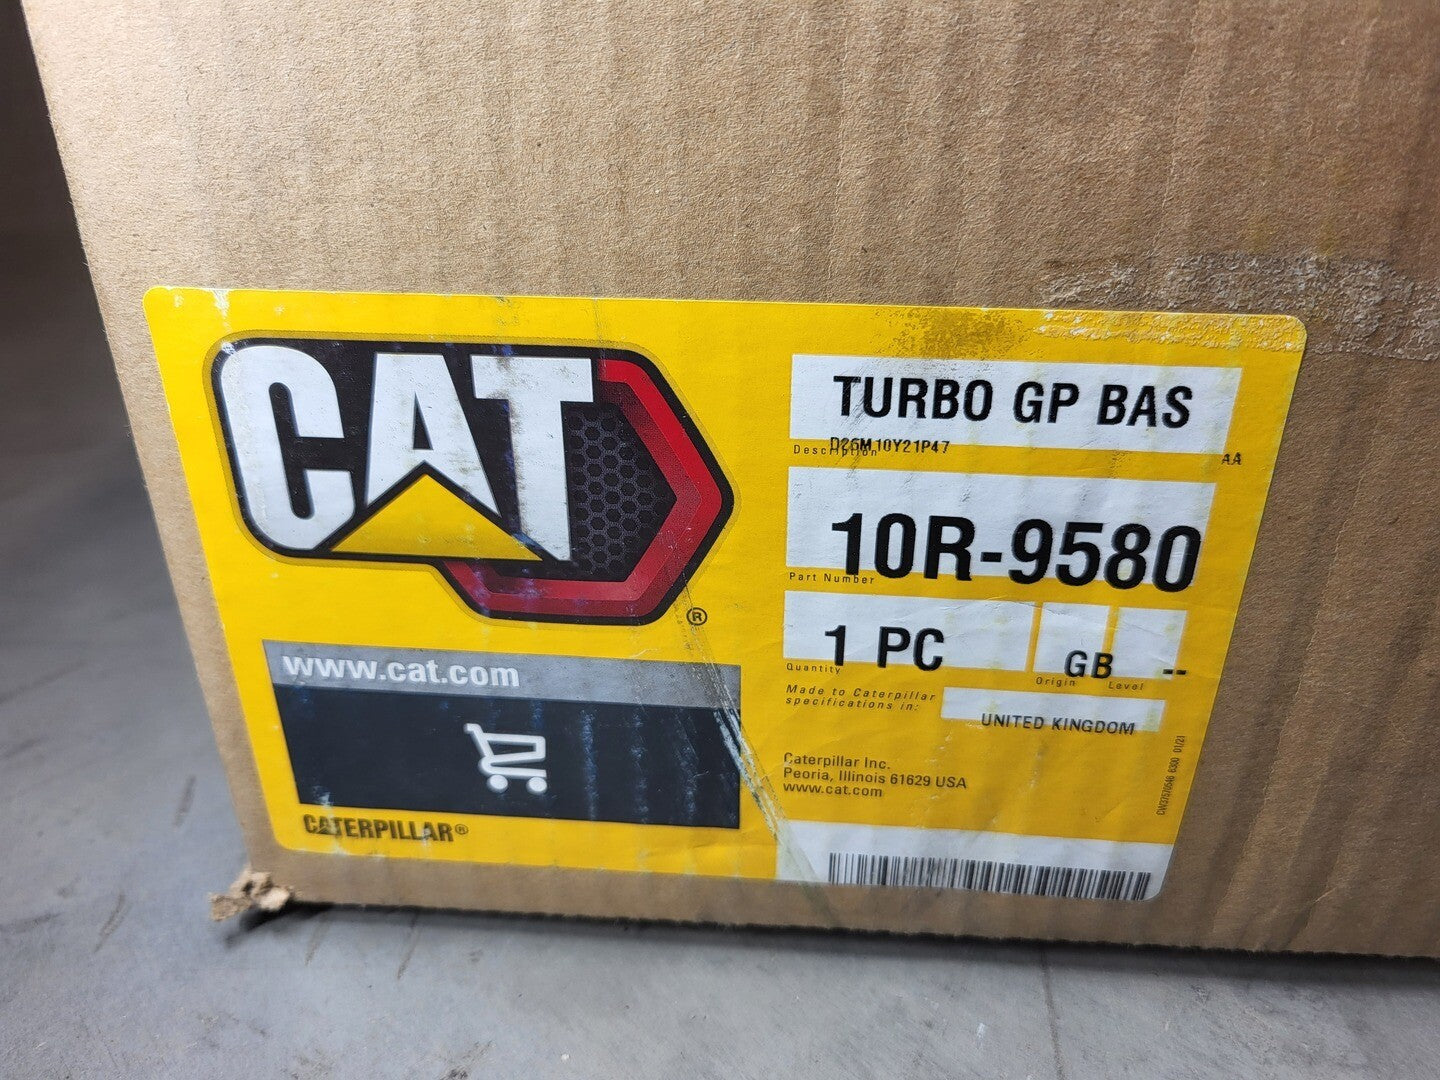 CAT
®
www.cat.com
CATERPILLAR®
TURBO GP BAS
D26M10Y21P47
Description
AA
10R-9580
Part Number
1 PC
GB
--
Quantity
Origin
Level
Made to Caterpillar
specifications in:
UNITED KINGDOM
Caterpillar Inc.
Peoria, Illinois 61629 USA
www.cat.com